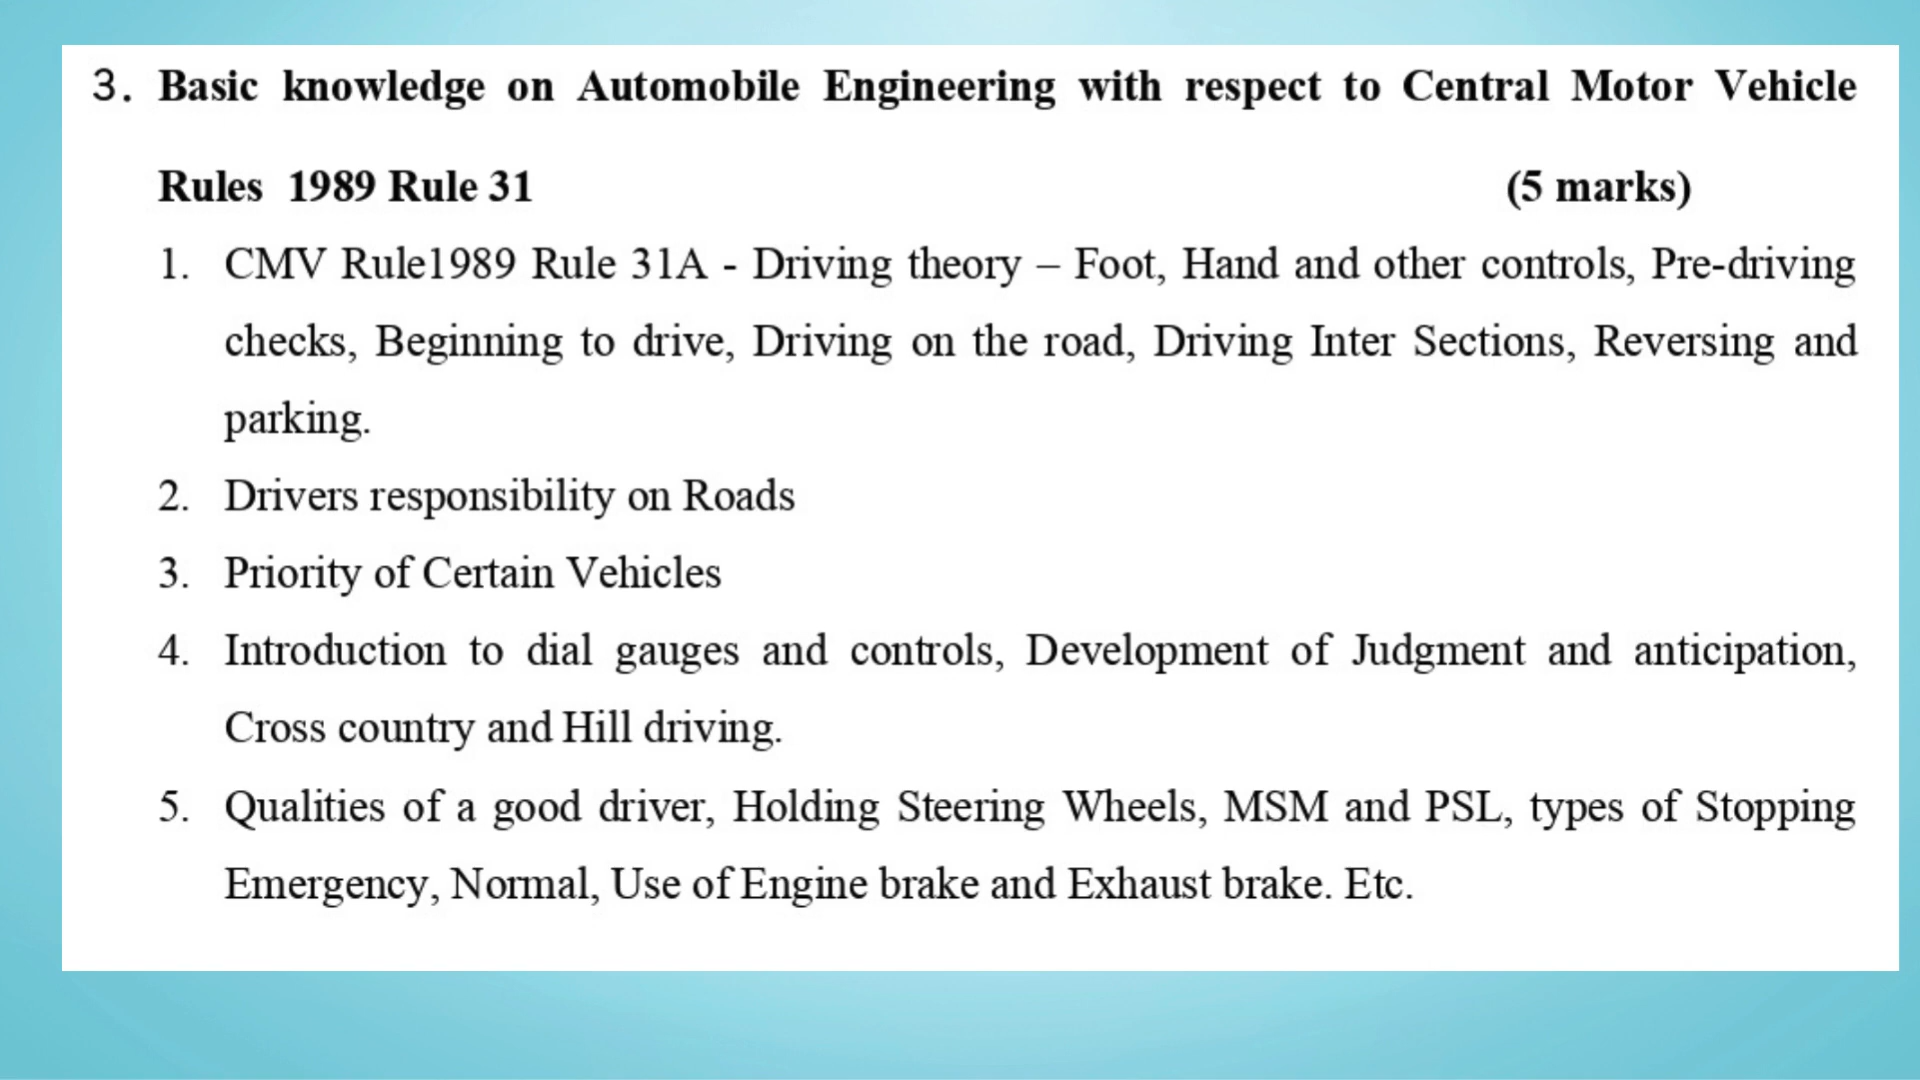 3. Basic knowledge on Automobile Engineering with respect to Central Motor Vehicle
Rules 1989 Rule 31 (5 marks)
1. CMV Rule1989 Rule 31A - Driving theory – Foot, Hand and other controls, Pre-driving
checks, Beginning to drive, Driving on the road, Driving Inter Sections, Reversing and
parking.
2. Drivers responsibility on Roads
3. Priority of Certain Vehicles
4. Introduction to dial gauges and controls, Development of Judgment and anticipation,
Cross country and Hill driving.
5. Qualities of a good driver, Holding Steering Wheels, MSM and PSL, types of Stopping
Emergency, Normal, Use of Engine brake and Exhaust brake. Etc.